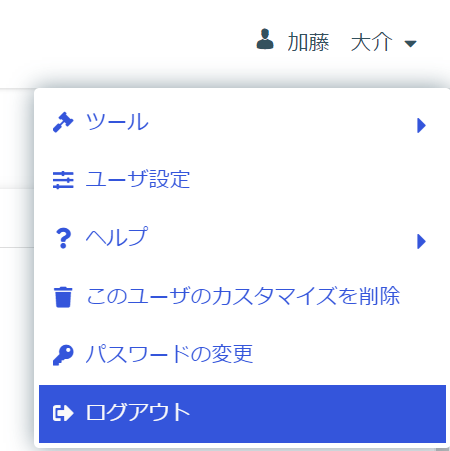 加藤　大介
ツール
ユーザ設定
ヘルプ
このユーザのカスタマイズを削除
パスワードの変更
ログアウト